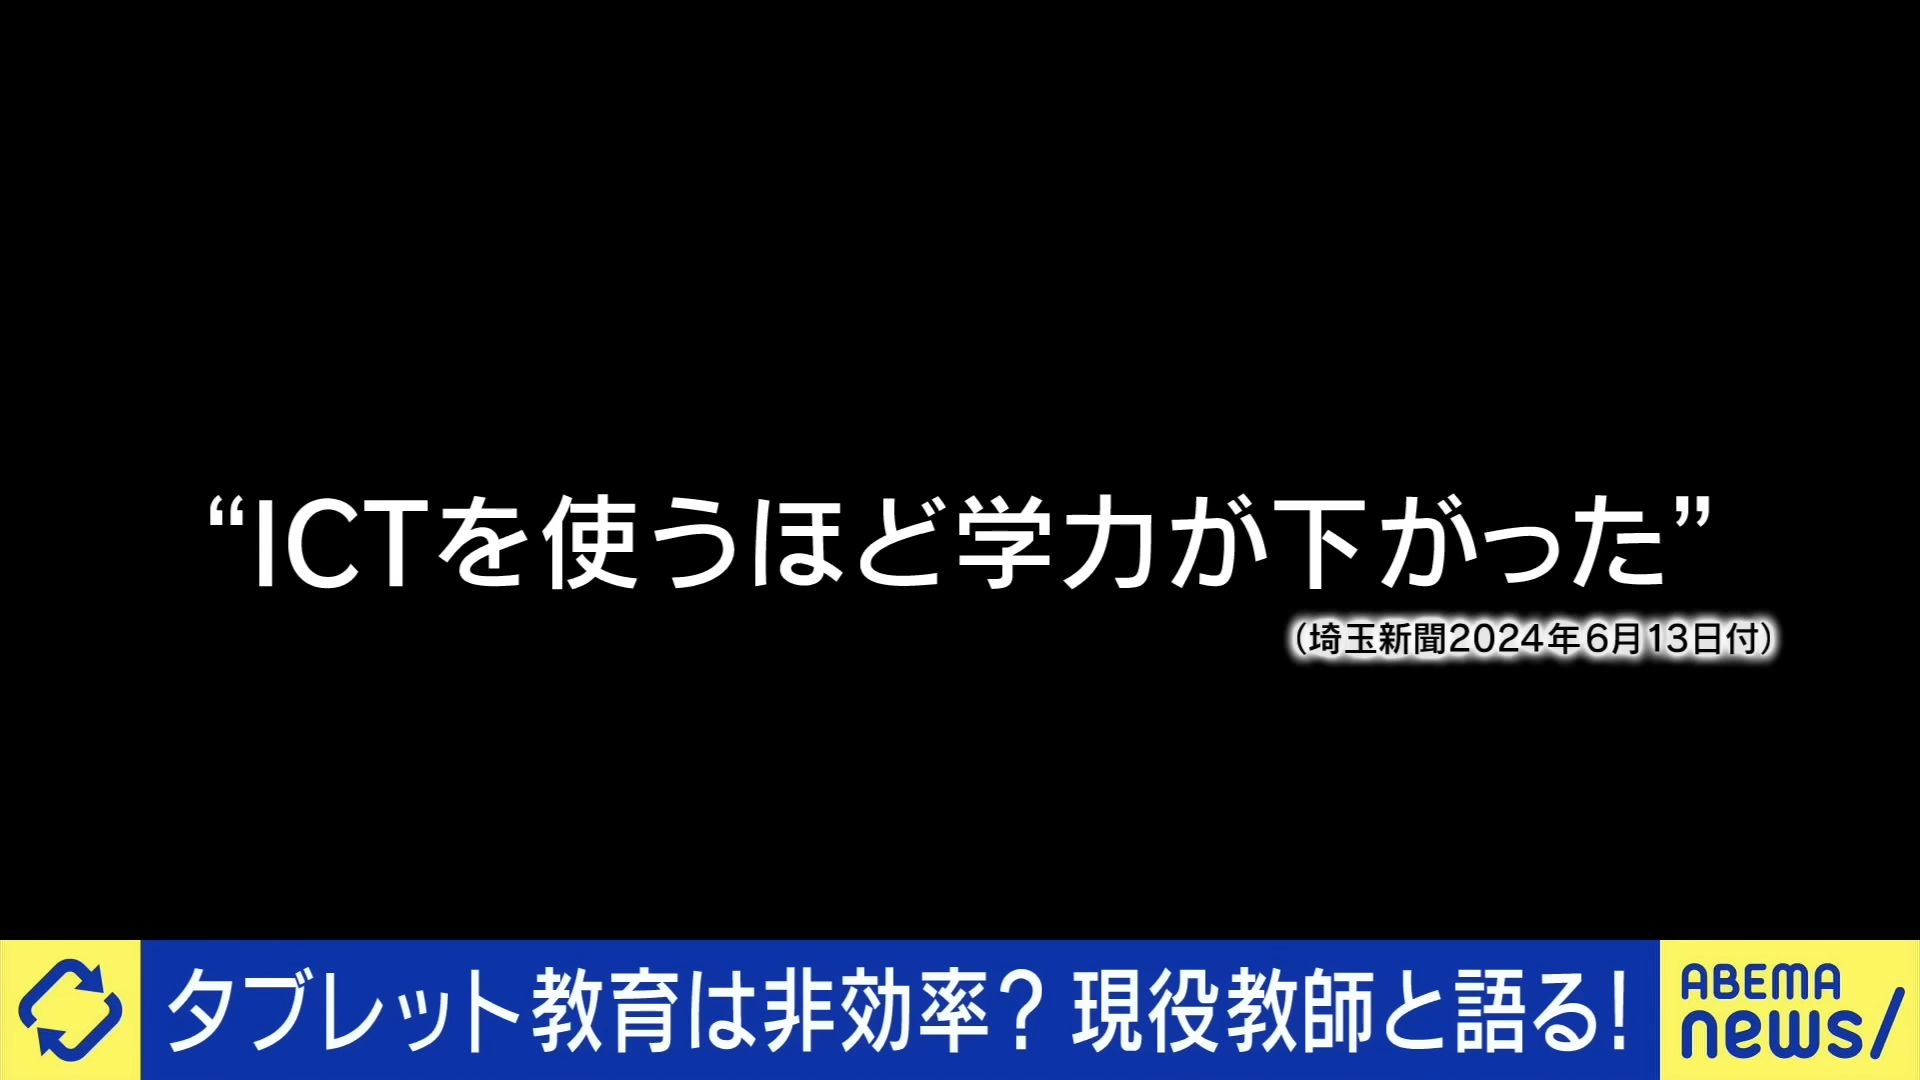 “ICTを使うほど学力が下がった”
（埼玉新聞2024年6月13日付）
タブレット教育は非効率？ 現役教師と語る！
ABEMA
news/